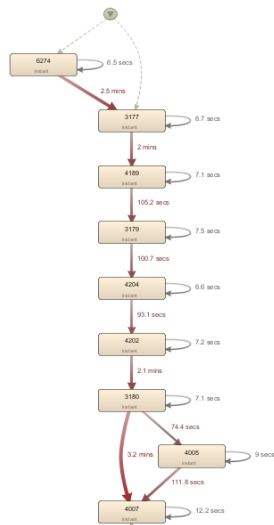 6274
instant
6.5 secs
2.5 mins
3177
instant
6.7 secs
2 mins
4189
instant
7.1 secs
105.2 secs
3179
instant
7.5 secs
100.7 secs
4204
instant
6.6 secs
93.1 secs
4202
instant
7.2 secs
2.1 mins
3180
instant
7.1 secs
74.4 secs
3.2 mins
4005
instant
9 secs
111.8 secs
4007
instant
12.2 secs